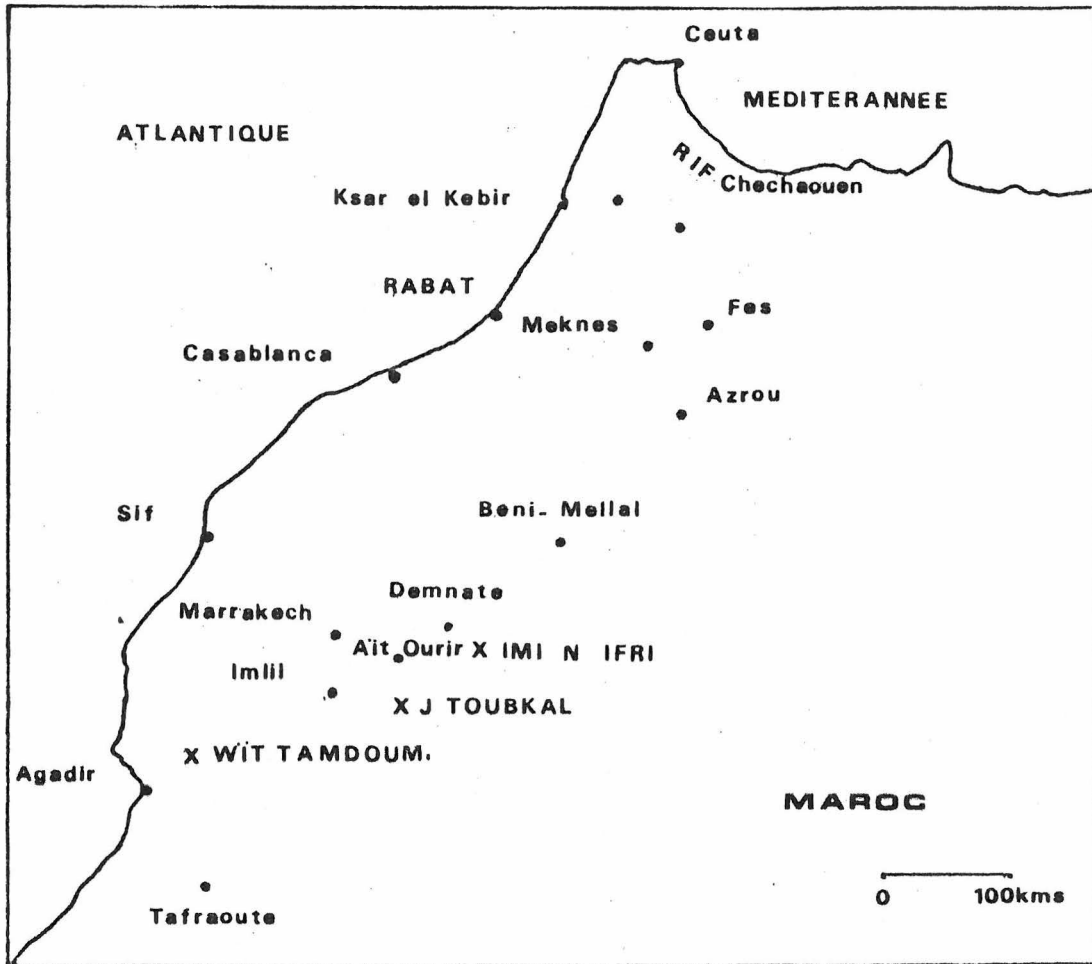 Ceuta
MEDITERANNEE
ATLANTIQUE
RIF
Chechaouen
Ksar el Kebir
RABAT
Meknes
Fes
Casablanca
Azrou
Sif
Beni-Mellal
Demnate
Marrakech
Aït Ourir X IMI N IFRI
Imlil
X J TOUBKAL
X WïT TAMDOUM.
Agadir
MAROC
0 100kms
Tafraoute